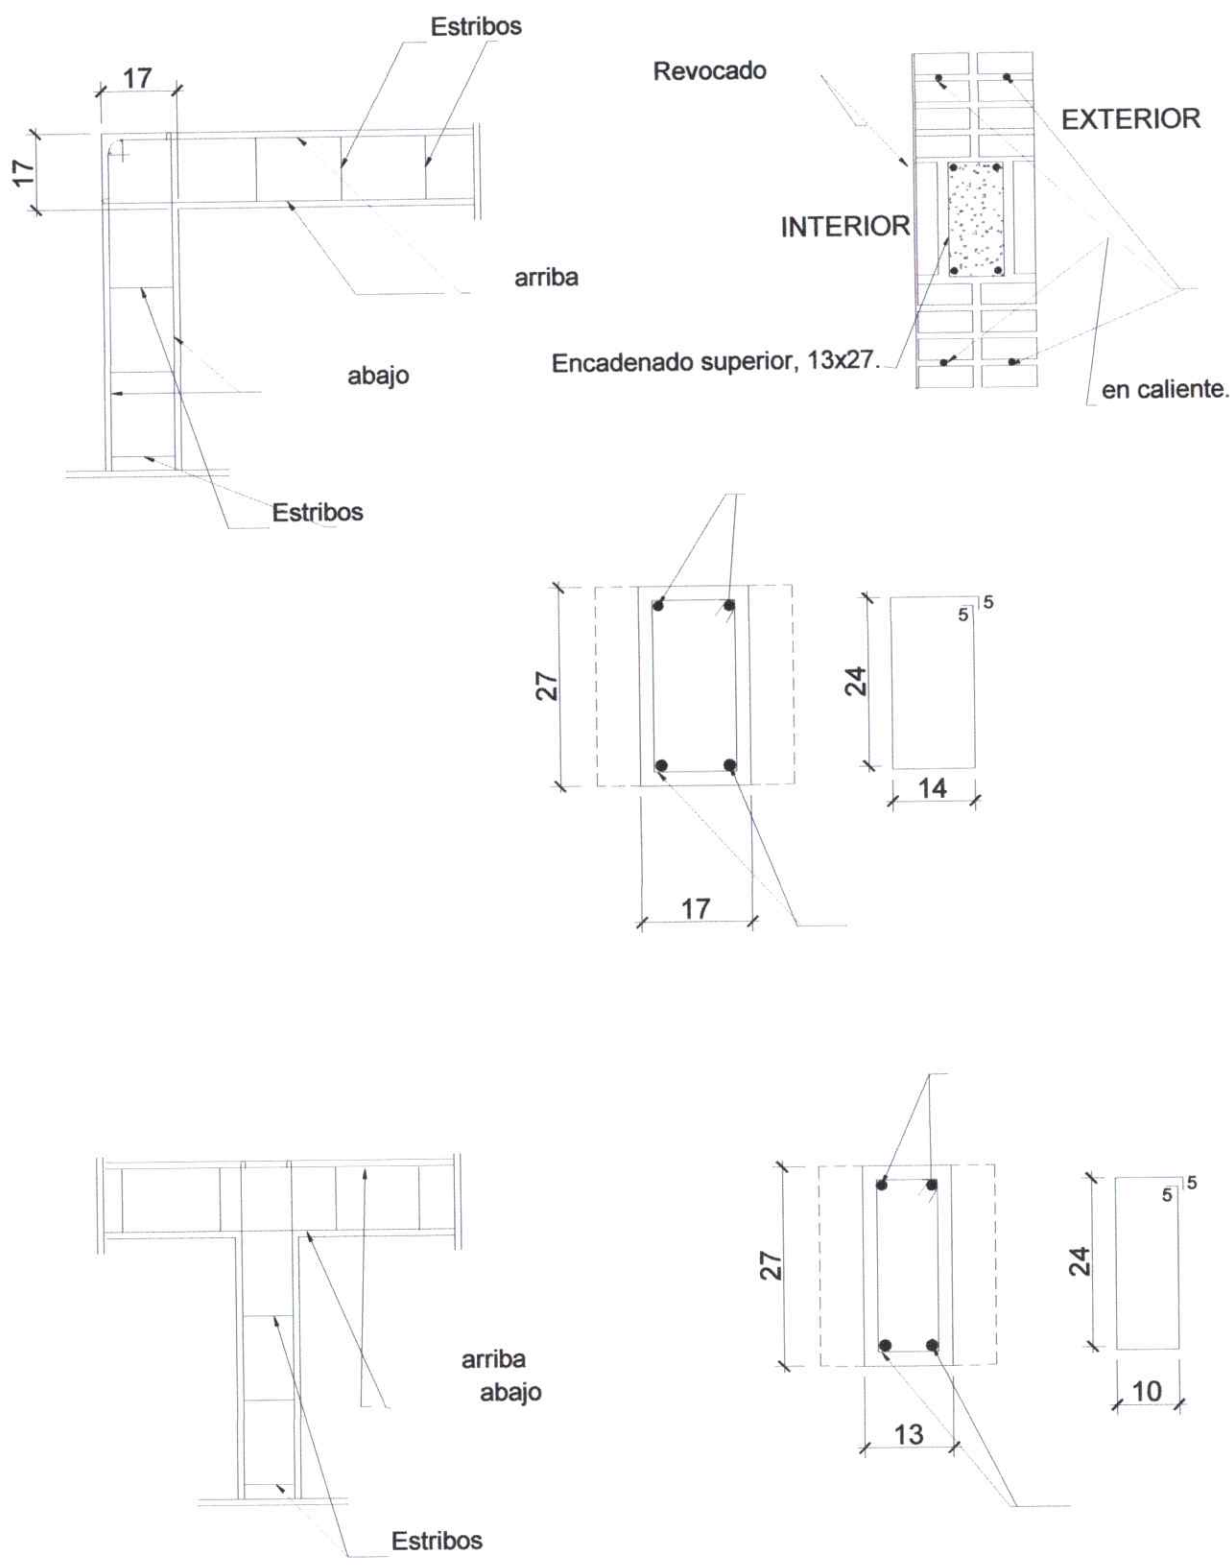 Estribos
17
17
arriba
abajo
Estribos
Revocado
EXTERIOR
INTERIOR
Encadenado superior, 13x27.
en caliente.
27
17
24
5
5
14
arriba
abajo
Estribos
27
13
24
5
5
10